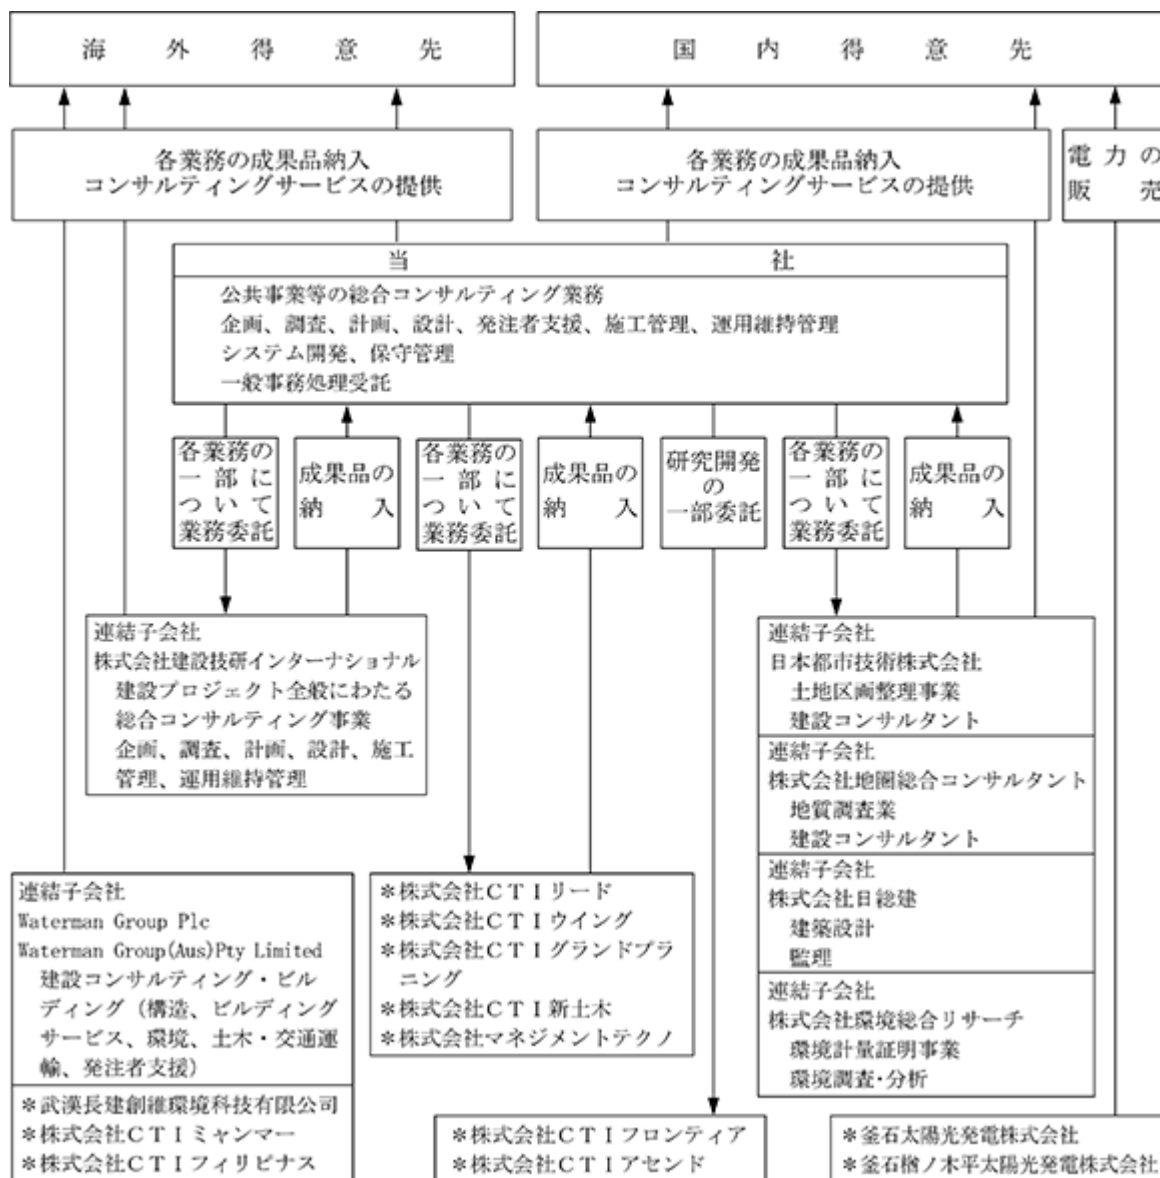 海外得意先
国内得意先
各業務の成果品納入
コンサルティングサービスの提供
各業務の成果品納入
コンサルティングサービスの提供
電力の
販売
当社
公共事業等の総合コンサルティング業務
企画、調査、計画、設計、発注者支援、施工管理、運用維持管理
システム開発、保守管理
一般事務処理受託
各業務の
一部に
ついて
業務委託
成果品の
納入
各業務の
一部に
ついて
業務委託
成果品の
納入
研究開発
の
一部委託
各業務の
一部に
ついて
業務委託
成果品の
納入
連結子会社
株式会社建設技研インターナショナル
建設プロジェクト全般にわたる
総合コンサルティング事業
企画、調査、計画、設計、施工
管理、運用維持管理
連結子会社
日本都市技術株式会社
土地区画整理事業
建設コンサルタント
連結子会社
株式会社地圏総合コンサルタント
地質調査業
建設コンサルタント
連結子会社
株式会社日総建
建築設計
監理
連結子会社
株式会社環境総合リサーチ
環境計量証明事業
環境調査・分析
連結子会社
Waterman Group Plc
Waterman Group(Aus)Pty Limited
建設コンサルティング・ビル
ディング(構造、ビルディング
サービス、環境、土木・交通運
輸、発注者支援)
*武漢長建創維環境科技有限公司
*株式会社CTIミャンマー
*株式会社CTIフィリピナス
*株式会社CTIリード
*株式会社CTIウイング
*株式会社CTIグランドプラ
ニング
*株式会社CTI新土木
*株式会社マネジメントテクノ
*株式会社CTIフロンティア
*株式会社CTIアセンド
*釜石太陽光発電株式会社
*釜石楢ノ木平太陽光発電株式会社